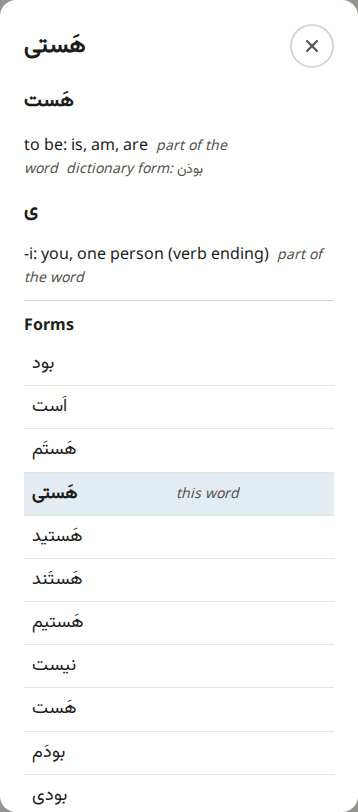 هَستی
هَست
to be: is, am, are part of the
word dictionary form: بودَن
ی
-i: you, one person (verb ending) part of
the word
Forms
بود
اَست
هَستَم
هَستی this word
هَستید
هَستَند
هَستیم
نیست
هَست
بودَم
بودی